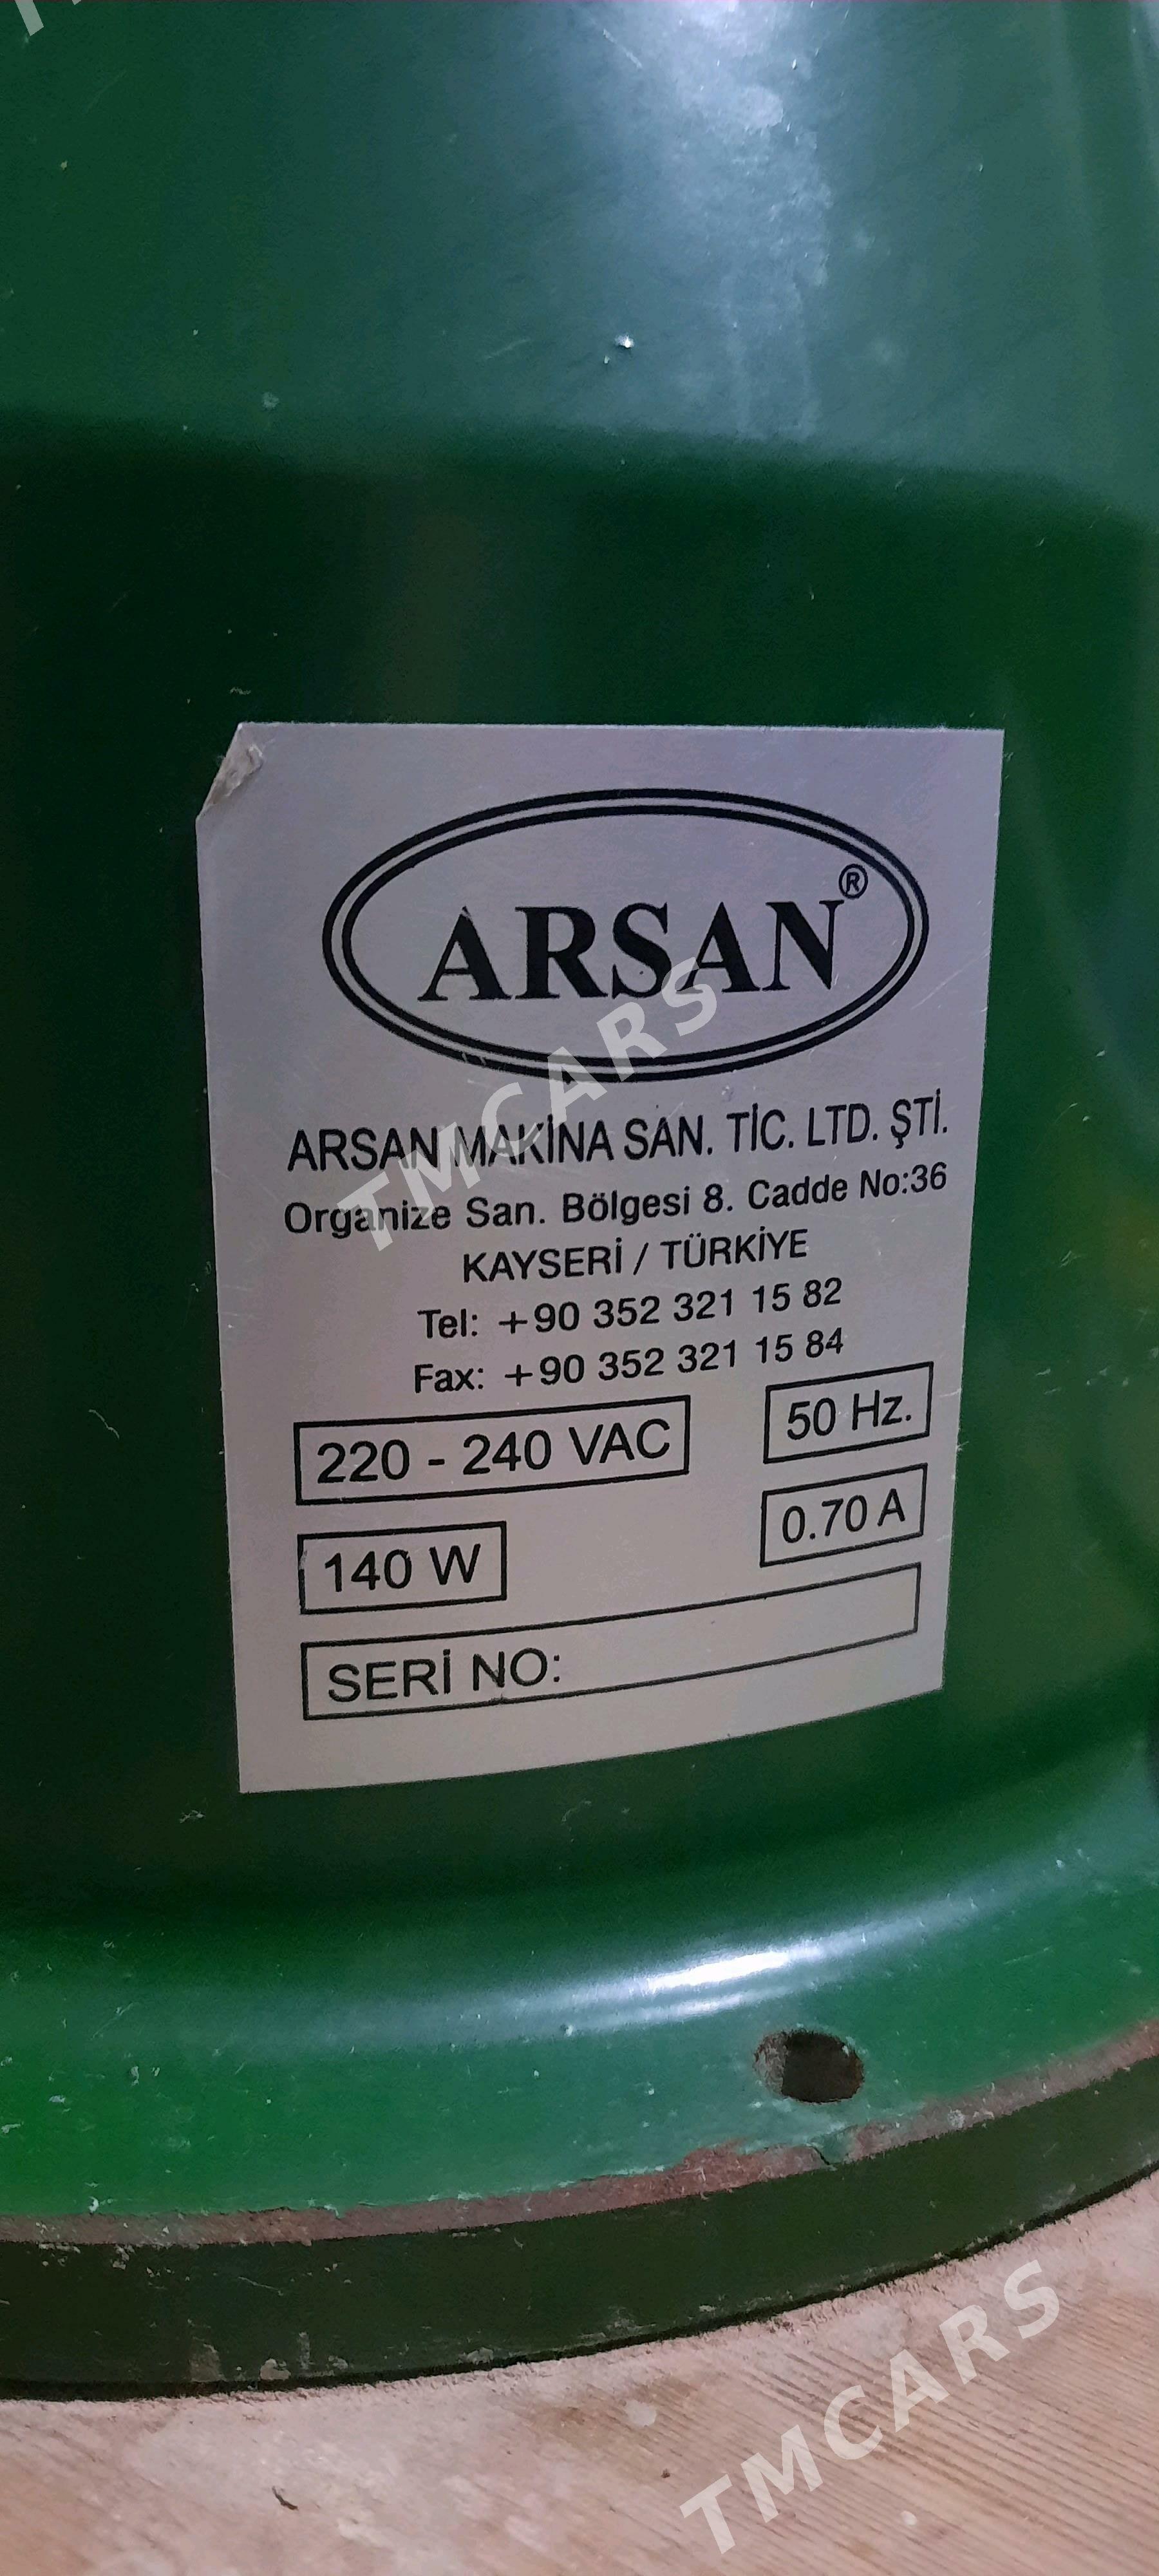 ARSAN®
ARSAN MAKİNA SAN. TİC. LTD. ŞTİ.
Organize San. Bölgesi 8. Cadde No:36
KAYSERİ / TÜRKİYE
Tel: +90 352 321 15 82
Fax: +90 352 321 15 84
220 - 240 VAC
50 Hz.
140 W
0.70 A
SERİ NO:
TMCARS
TMCARS